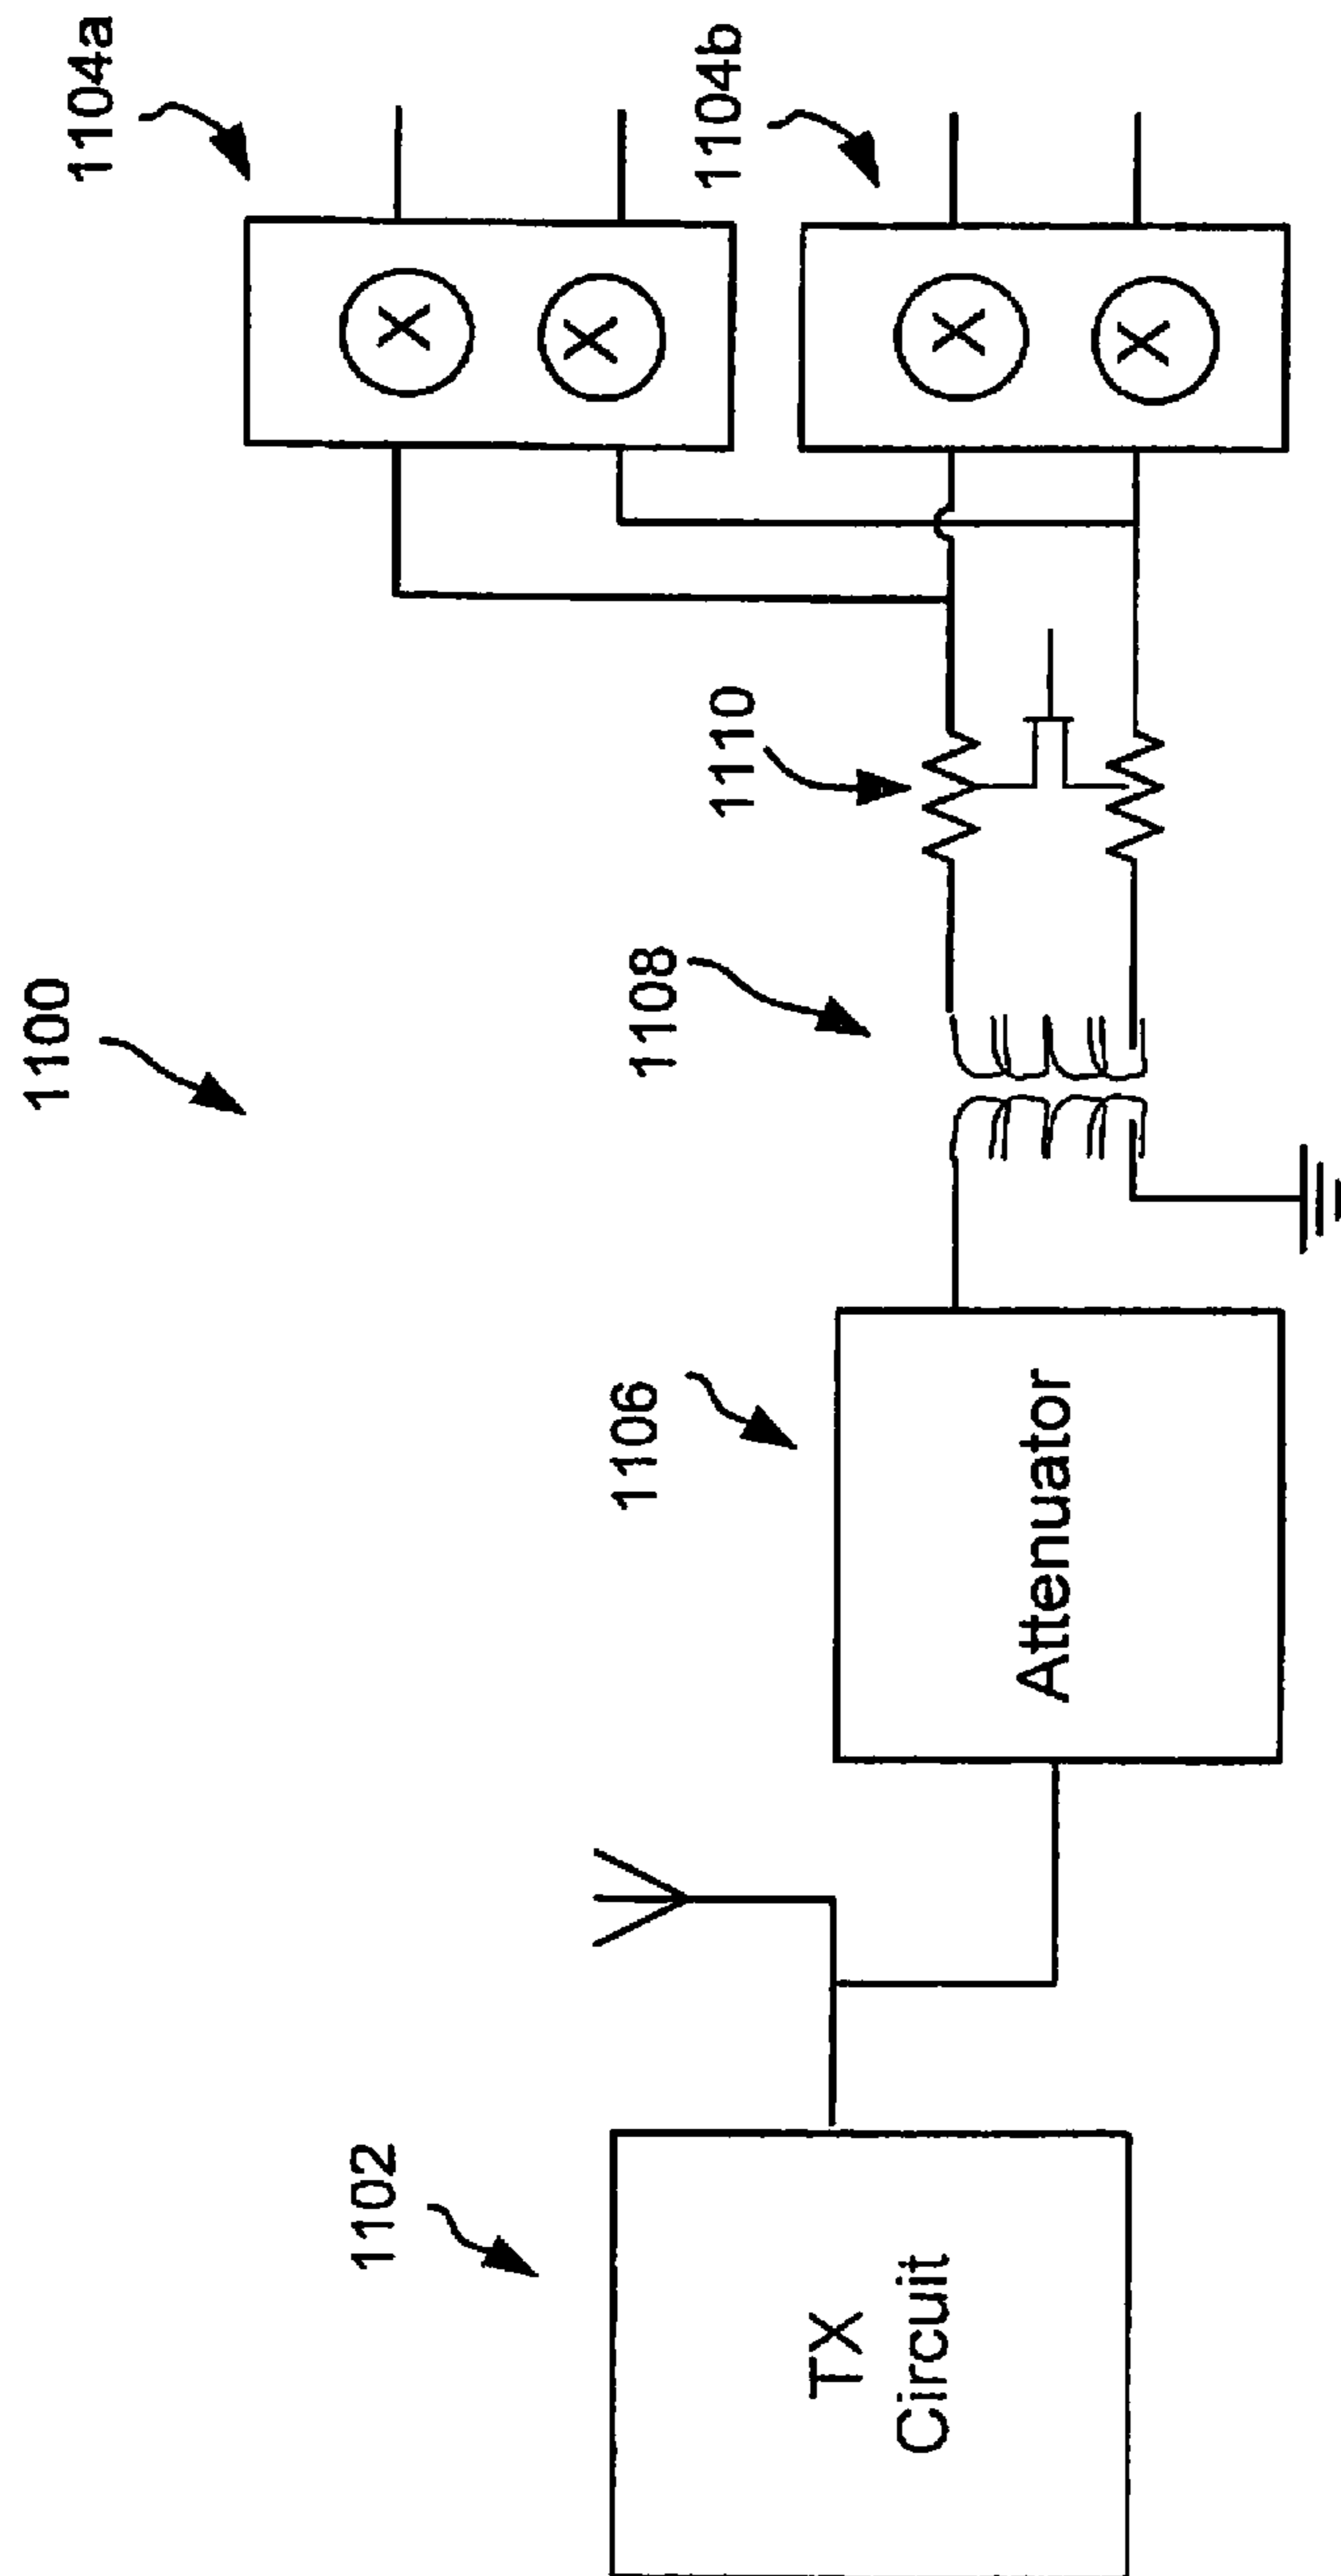 1100
1102
TX
Circuit
1106
Attenuator
1108
1110
1104a
X
X
1104b
X
X